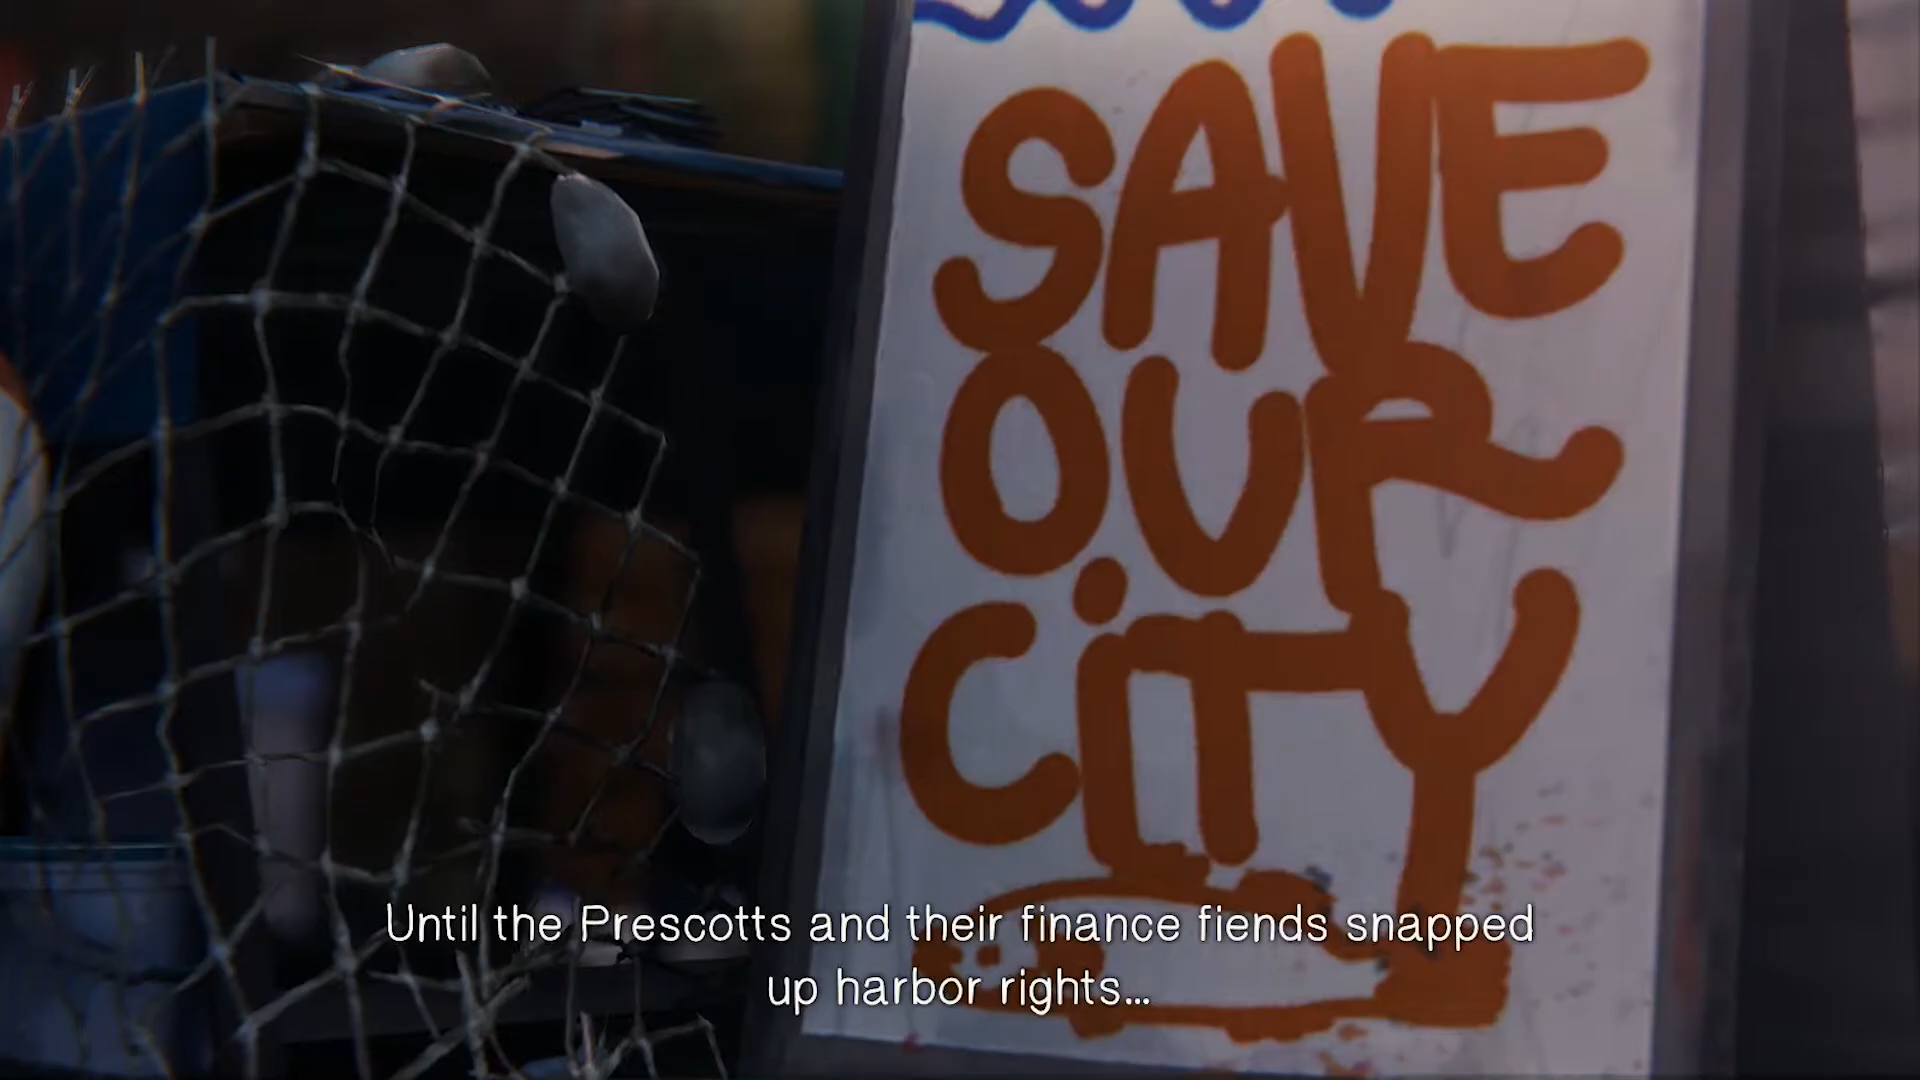 SAVE
OUR
CiTY
Until the Prescotts and their finance fiends snapped
up harbor rights...